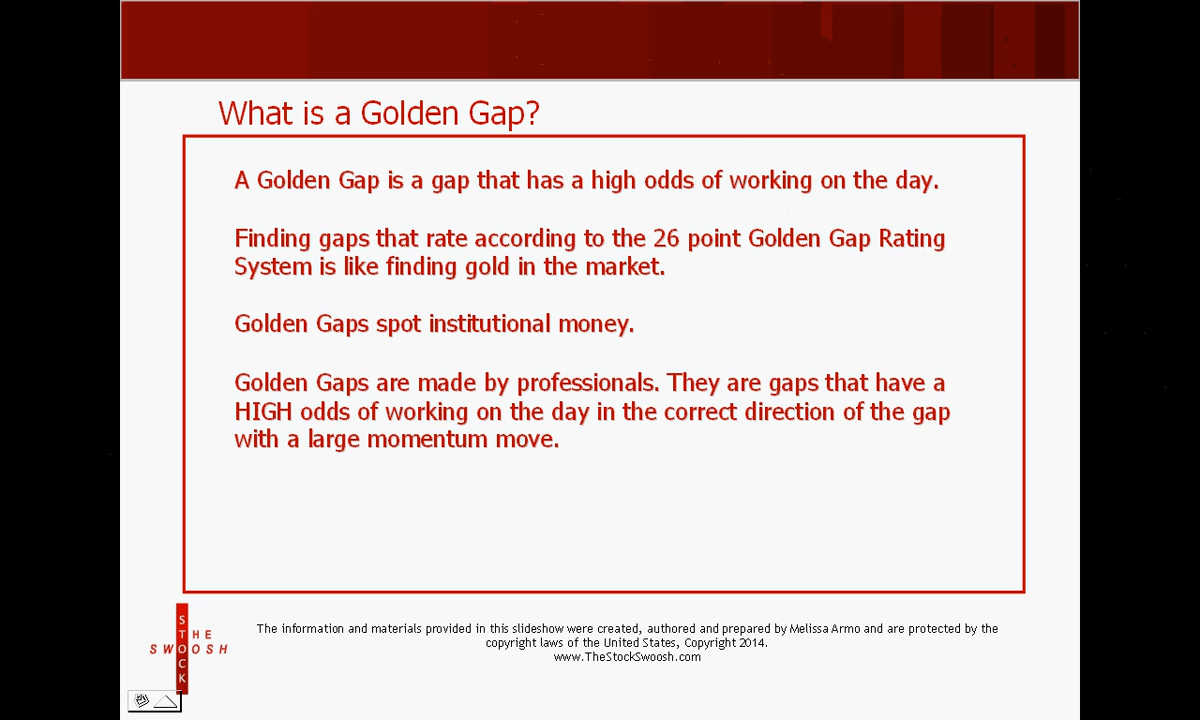 What is a Golden Gap?
A Golden Gap is a gap that has a high odds of working on the day.
Finding gaps that rate according to the 26 point Golden Gap Rating
System is like finding gold in the market.
Golden Gaps spot institutional money.
Golden Gaps are made by professionals. They are gaps that have a
HIGH odds of working on the day in the correct direction of the gap
with a large momentum move.
THE
STOCK
SWOOSH
The information and materials provided in this slideshow were created, authored and prepared by Melissa Armo and are protected by the
copyright laws of the United States, Copyright 2014.
www.TheStockSwoosh.com